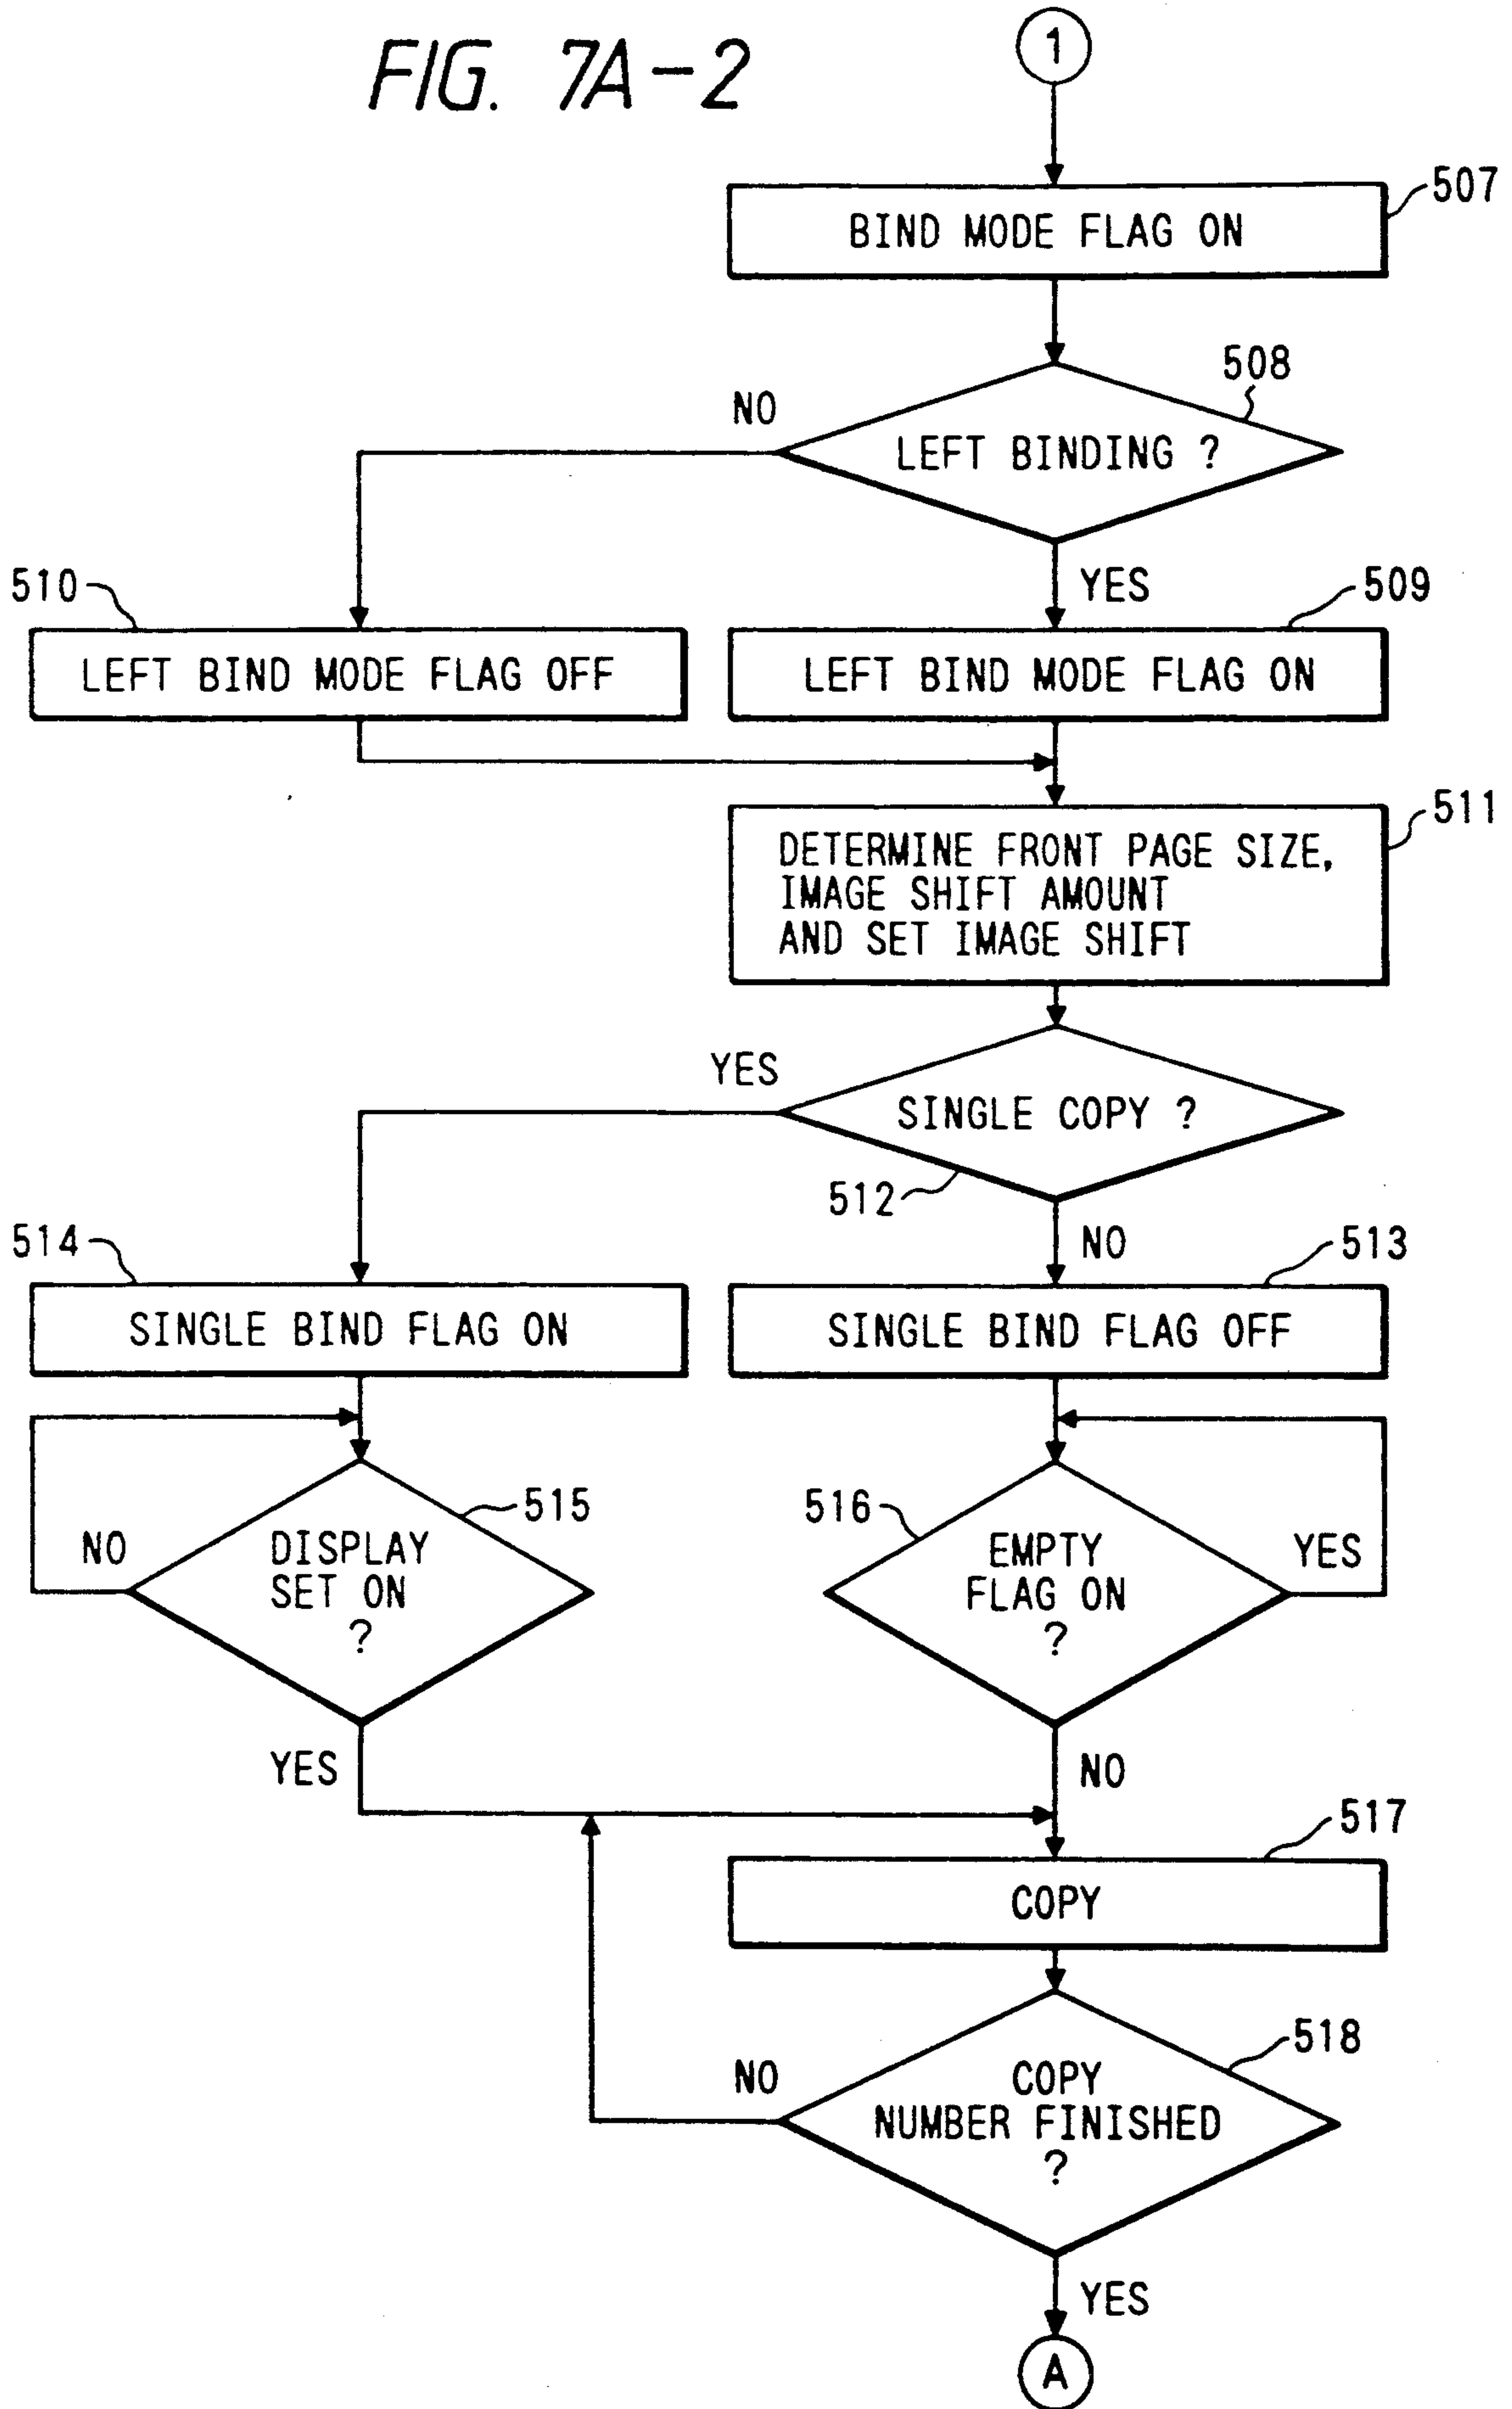 FIG. 7A-2
1
507
BIND MODE FLAG ON
508
NO
LEFT BINDING ?
YES
510
509
LEFT BIND MODE FLAG OFF
LEFT BIND MODE FLAG ON
511
DETERMINE FRONT PAGE SIZE,
IMAGE SHIFT AMOUNT
AND SET IMAGE SHIFT
YES
SINGLE COPY ?
512
NO
514
513
SINGLE BIND FLAG ON
SINGLE BIND FLAG OFF
515
NO
DISPLAY
SET ON
?
YES
516
EMPTY
FLAG ON
?
YES
NO
517
COPY
518
NO
COPY
NUMBER FINISHED
?
YES
A